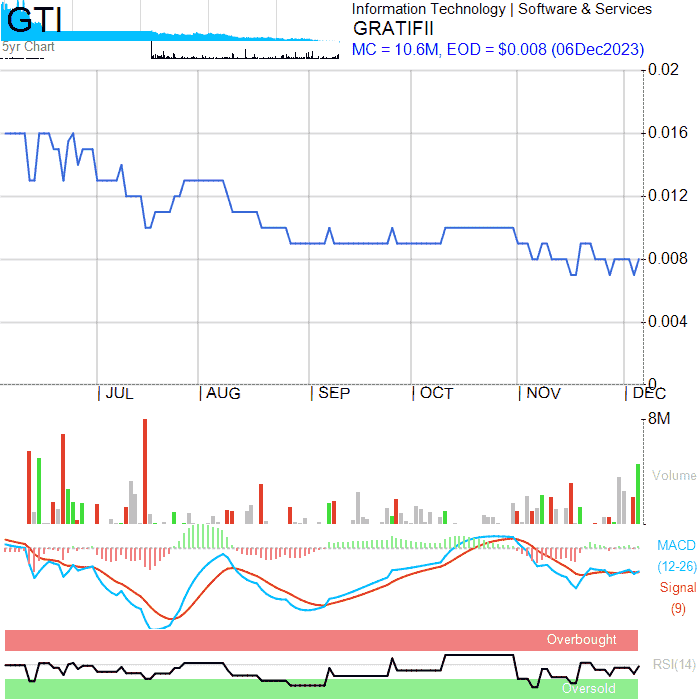 GTI
5yr Chart
Information Technology | Software & Services
GRATIFII
MC = 10.6M, EOD = $0.008 (06Dec2023)
0.02
0.016
0.012
0.008
0.004
0
| JUL | AUG | SEP | OCT | NOV | DEC
8M
Volume
MACD
(12-26)
Signal
(9)
Overbought
RSI(14)
Oversold